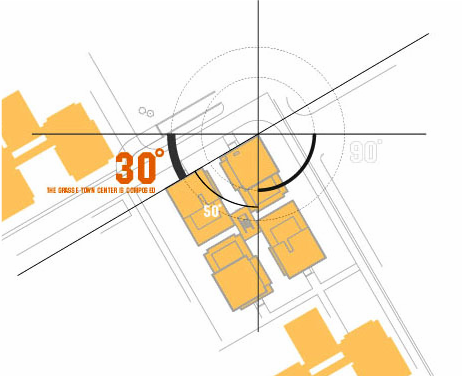 90°
30°
THE GRASSE TOWN CENTER IS COMPOSED
50°